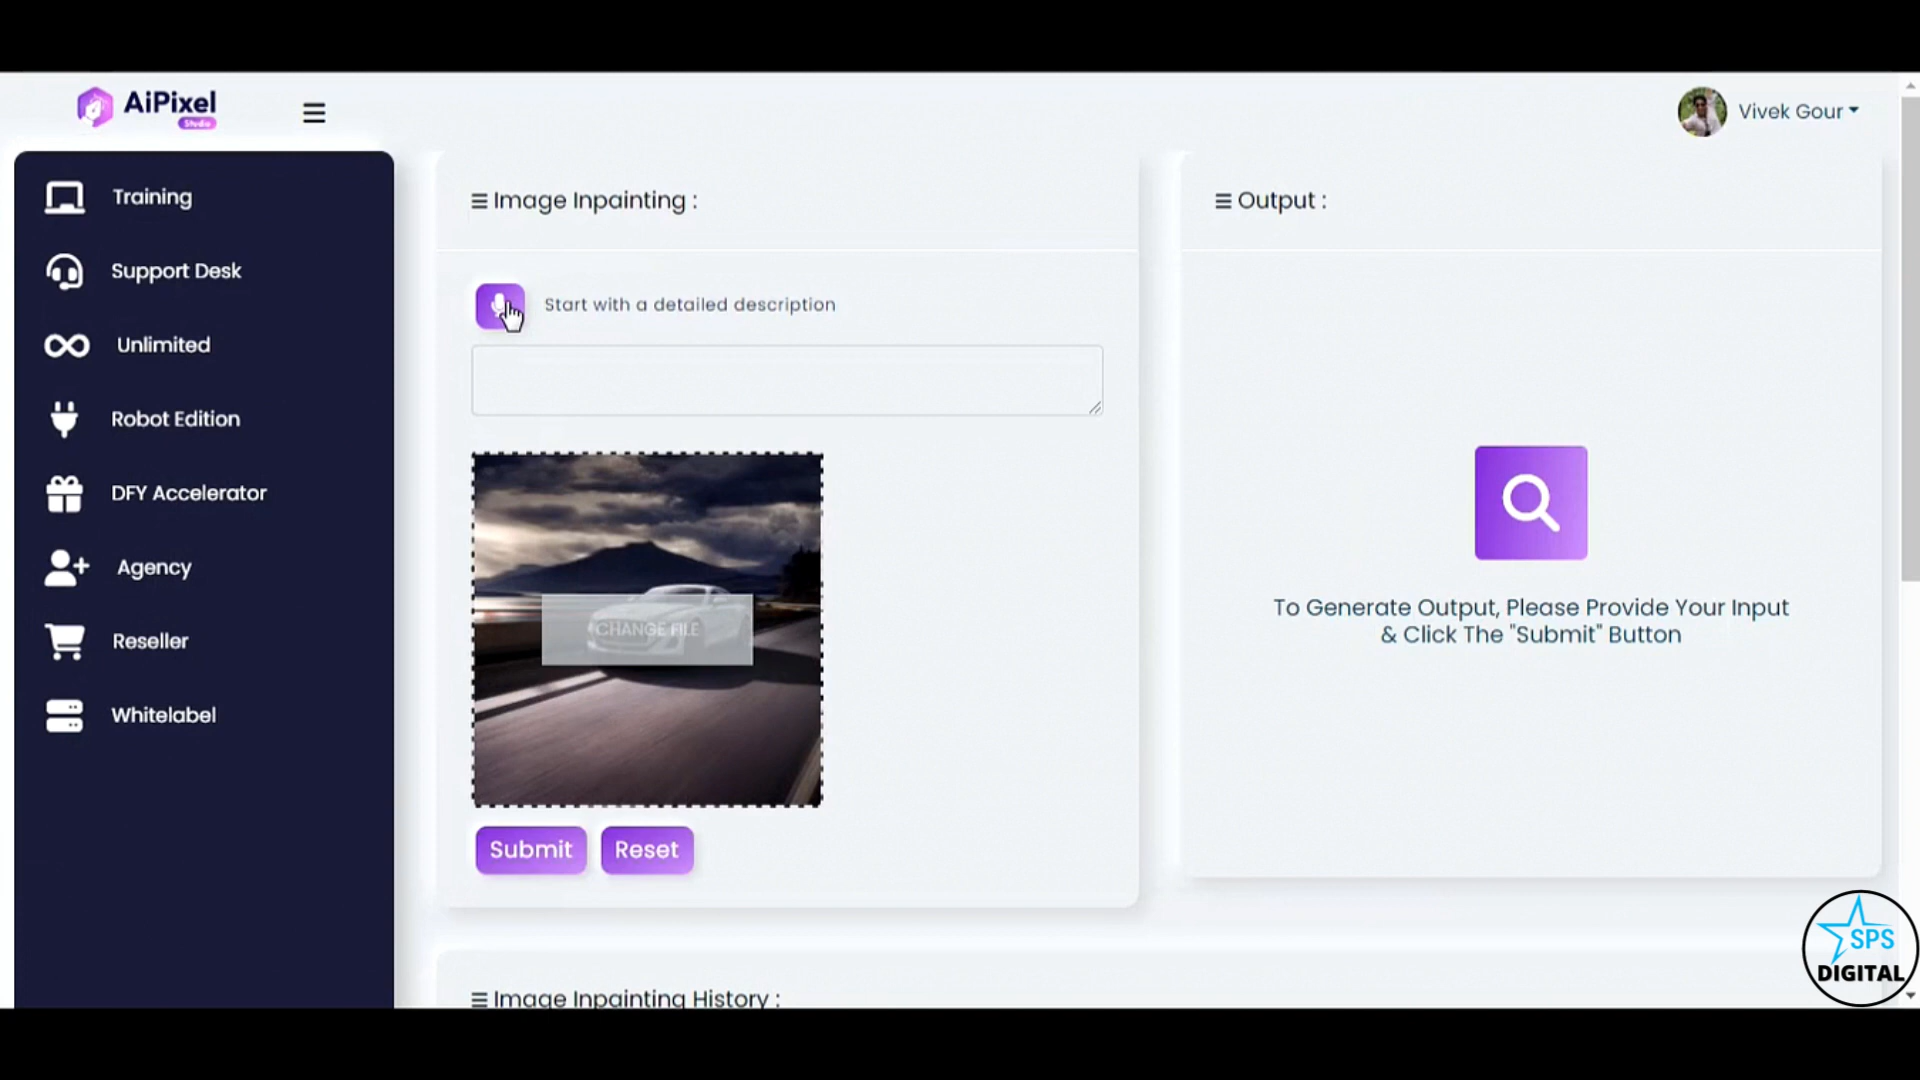 AiPixel
Studio
Vivek Gour
Training
Support Desk
Unlimited
Robot Edition
DFY Accelerator
Agency
Reseller
Whitelabel
Image Inpainting :
Start with a detailed description
CHANGE FILE
Submit
Reset
Image Inpainting History :
Output :
To Generate Output, Please Provide Your Input
& Click The "Submit" Button
SPS
DIGITAL